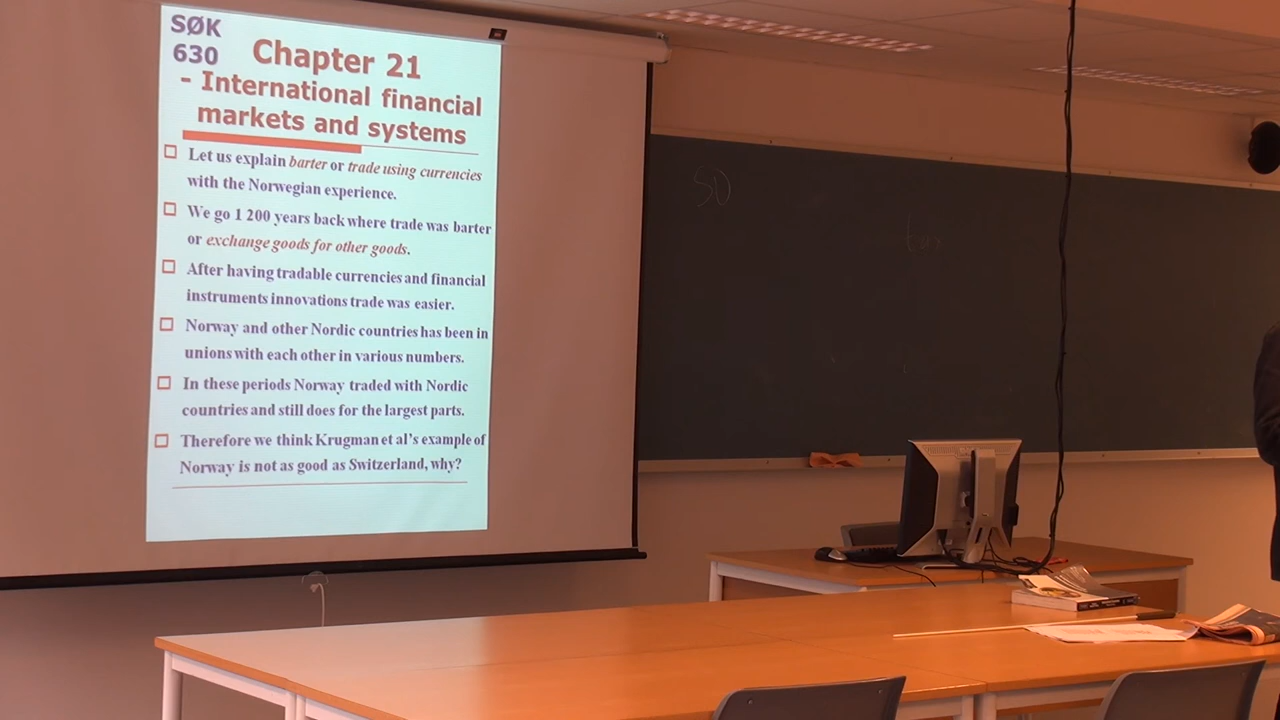 SØK
630
Chapter 21
- International financial
markets and systems
Let us explain barter or trade using currencies
with the Norwegian experience.
We go 1 200 years back where trade was barter
or exchange goods for other goods.
After having tradable currencies and financial
instruments innovations trade was easier.
Norway and other Nordic countries has been in
unions with each other in various numbers.
In these periods Norway traded with Nordic
countries and still does for the largest parts.
Therefore we think Krugman et al's example of
Norway is not as good as Switzerland, why?